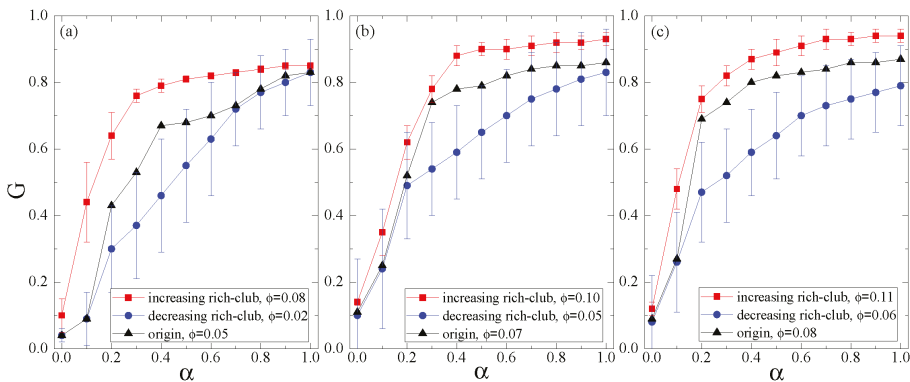 (a)
(b)
(c)
1.0
0.8
0.6
0.4
0.2
0.0
G
increasing rich-club, ϕ=0.08
decreasing rich-club, ϕ=0.02
origin, ϕ=0.05
0.0 0.2 0.4 0.6 0.8 1.0
α
1.0
0.8
0.6
0.4
0.2
0.0
increasing rich-club, ϕ=0.10
decreasing rich-club, ϕ=0.05
origin, ϕ=0.07
0.0 0.2 0.4 0.6 0.8 1.0
α
1.0
0.8
0.6
0.4
0.2
0.0
increasing rich-club, ϕ=0.11
decreasing rich-club, ϕ=0.06
origin, ϕ=0.08
0.0 0.2 0.4 0.6 0.8 1.0
α